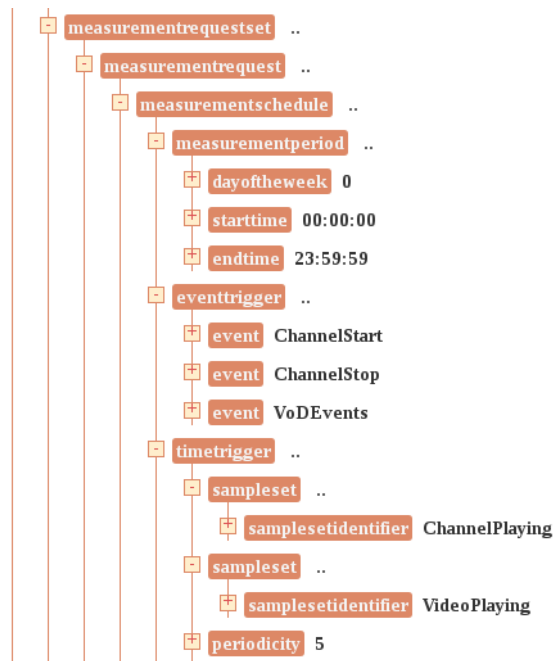 measurementrequestset ..
measurementrequest ..
measurementschedule ..
measurementperiod ..
dayoftheweek 0
starttime 00:00:00
endtime 23:59:59
eventtrigger ..
event ChannelStart
event ChannelStop
event VoDEvents
timetrigger ..
sampleset ..
samplesetidentifier ChannelPlaying
sampleset ..
samplesetidentifier VideoPlaying
periodicity 5